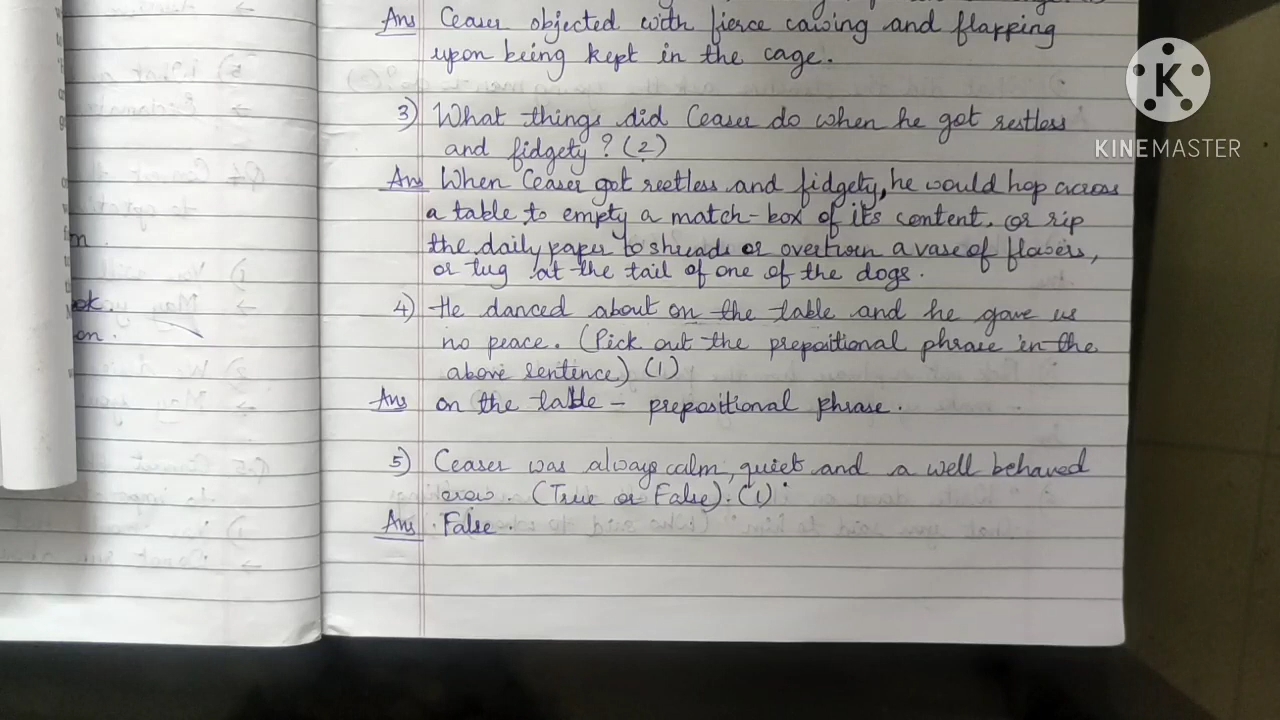 Ans Ceaser objected with fierce cawing and flapping
upon being kept in the cage.
3) What things did Ceaser do when he got restless
and fidgety? (2)
Ans When Ceaser got restless and fidgety, he would hop across
a table to empty a match-box of its content, or rip
the daily paper to shreads or overturn a vase of flowers,
or tug at the tail of one of the dogs.
4) He danced about on the table and he gave us
no peace. (Pick out the prepositional phrase in the
above sentence) (1)
Ans on the table - prepositional phrase.
5) Ceaser was always calm, quiet and a well behaved
crow (True or False). (1)
Ans False.
K
KINEMASTER